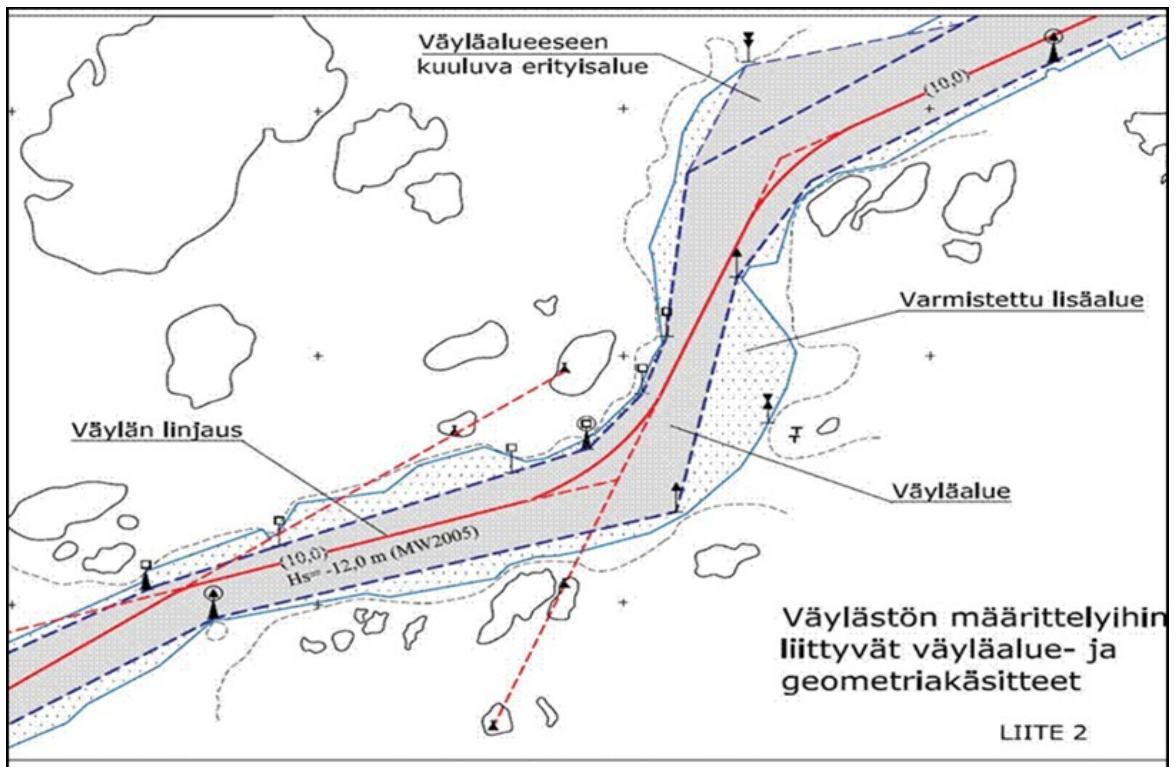 Väyläalueeseen
kuuluva erityisalue
(10,0)
Varmistettu lisäalue
Väylän linjaus
Väyläalue
(10,0)
Hs= -12,0 m (MW2005)
Väylästön määrittelyihin
liittyvät väyläalue- ja
geometriakäsitteet
LIITE 2